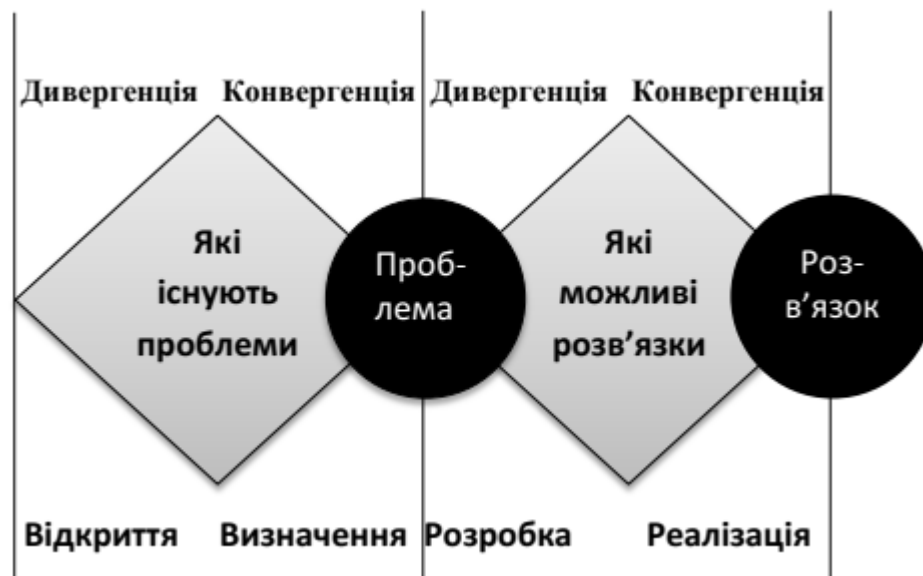 Дивергенція Конвергенція Дивергенція Конвергенція
Які
існують
проблеми
Проб-
лема
Які
можливі
розв’язки
Роз-
в’язок
Відкриття Визначення Розробка Реалізація